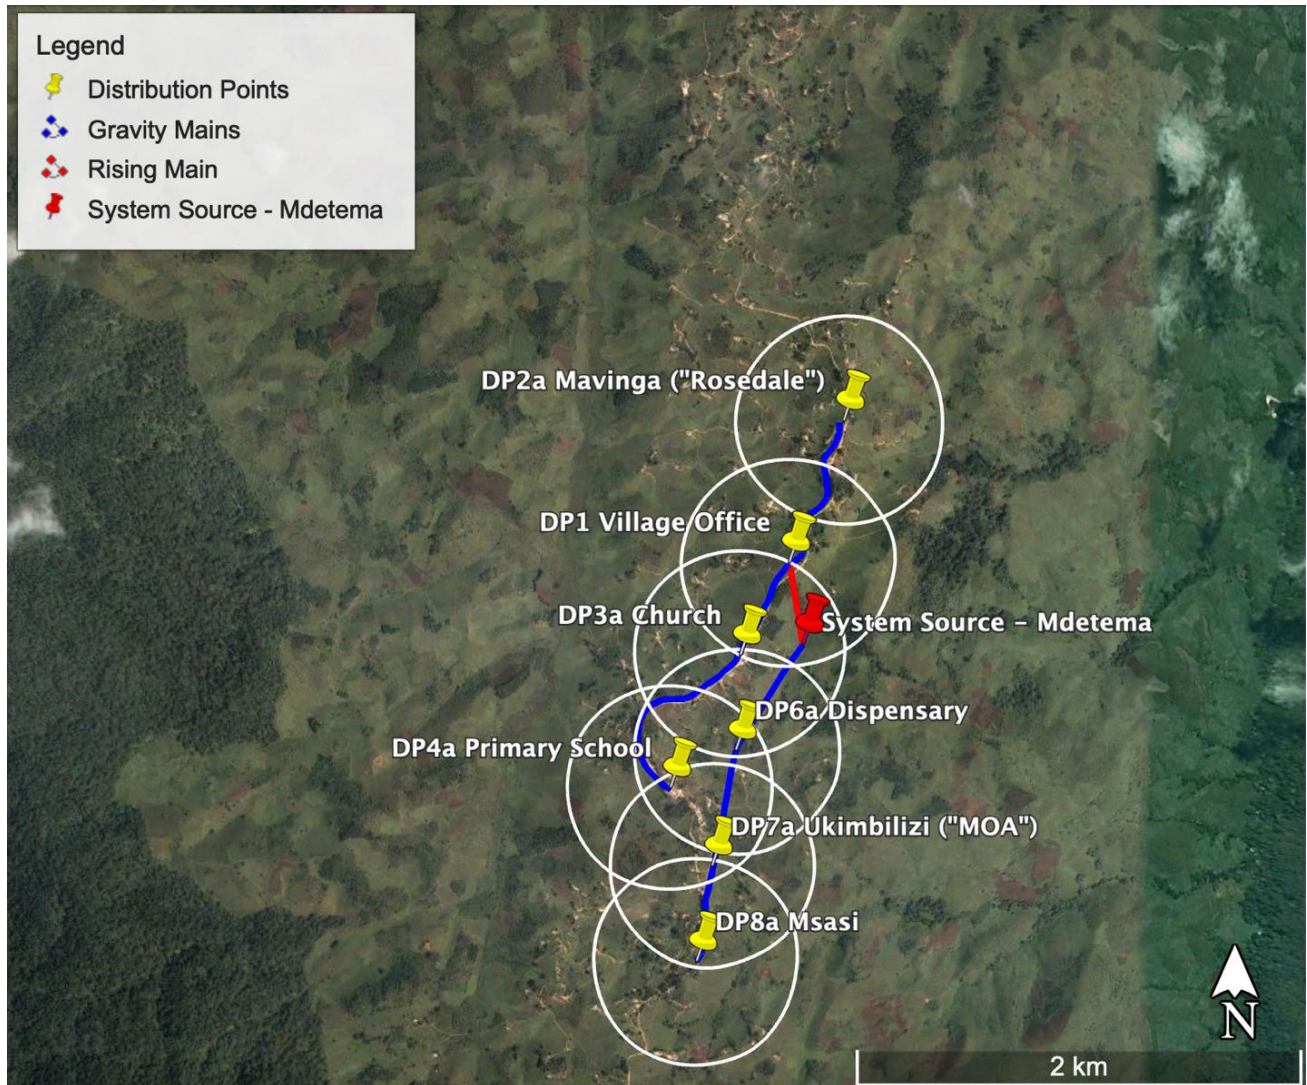 Legend
Distribution Points
Gravity Mains
Rising Main
System Source - Mdetema
DP2a Mavinga ("Rosedale")
DP1 Village Office
DP3a Church
System Source – Mdetema
DP6a Dispensary
DP4a Primary School
DP7a Ukimbilizi ("MOA")
DP8a Msasi
N
2 km